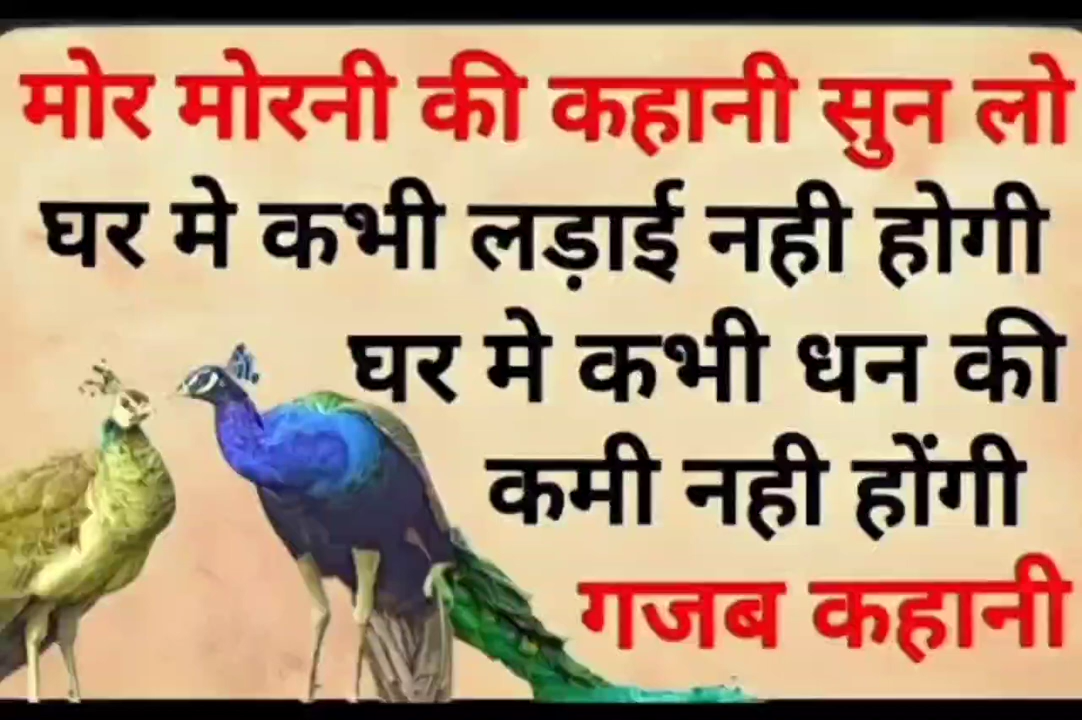 मोर मोरनी की कहानी सुन लो
घर मे कभी लड़ाई नही होगी
घर मे कभी धन की
कमी नही होंगी
गजब कहानी